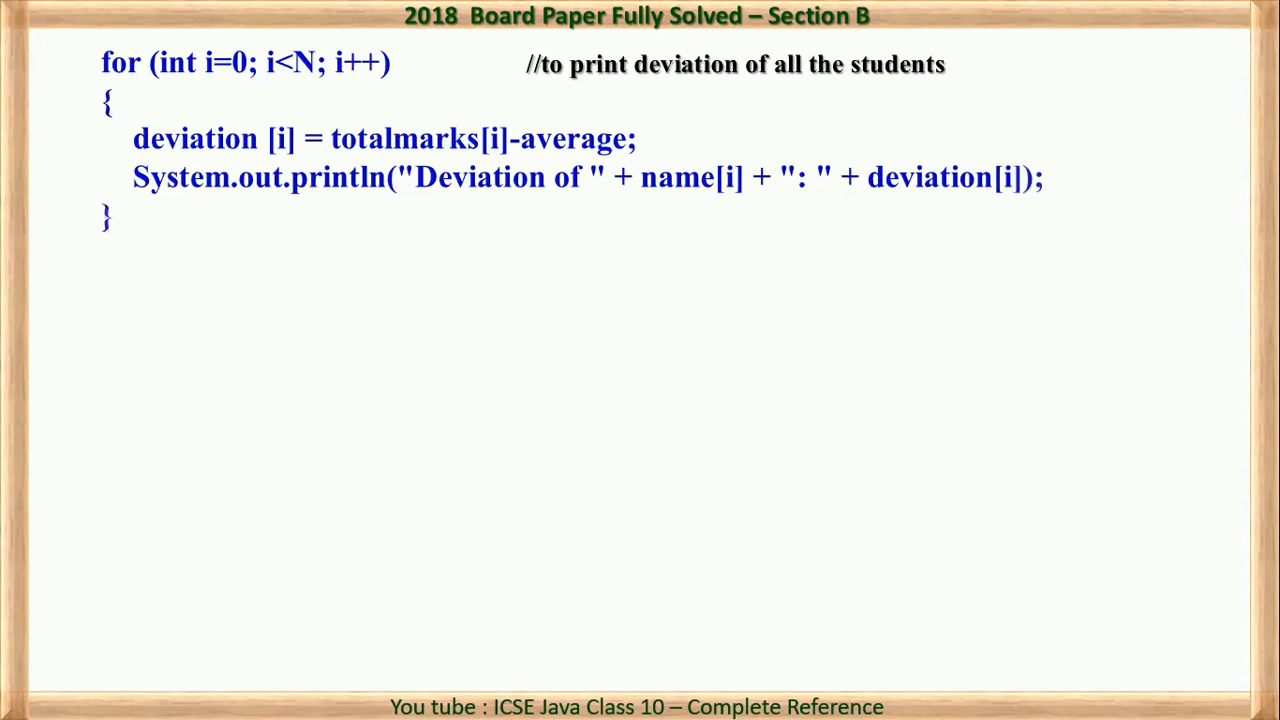 2018  Board Paper Fully Solved – Section B
for (int i=0; i<N; i++) //to print deviation of all the students
{
deviation [i] = totalmarks[i]-average;
System.out.println("Deviation of " + name[i] + ": " + deviation[i]);
}
You tube : ICSE Java Class 10 – Complete Reference